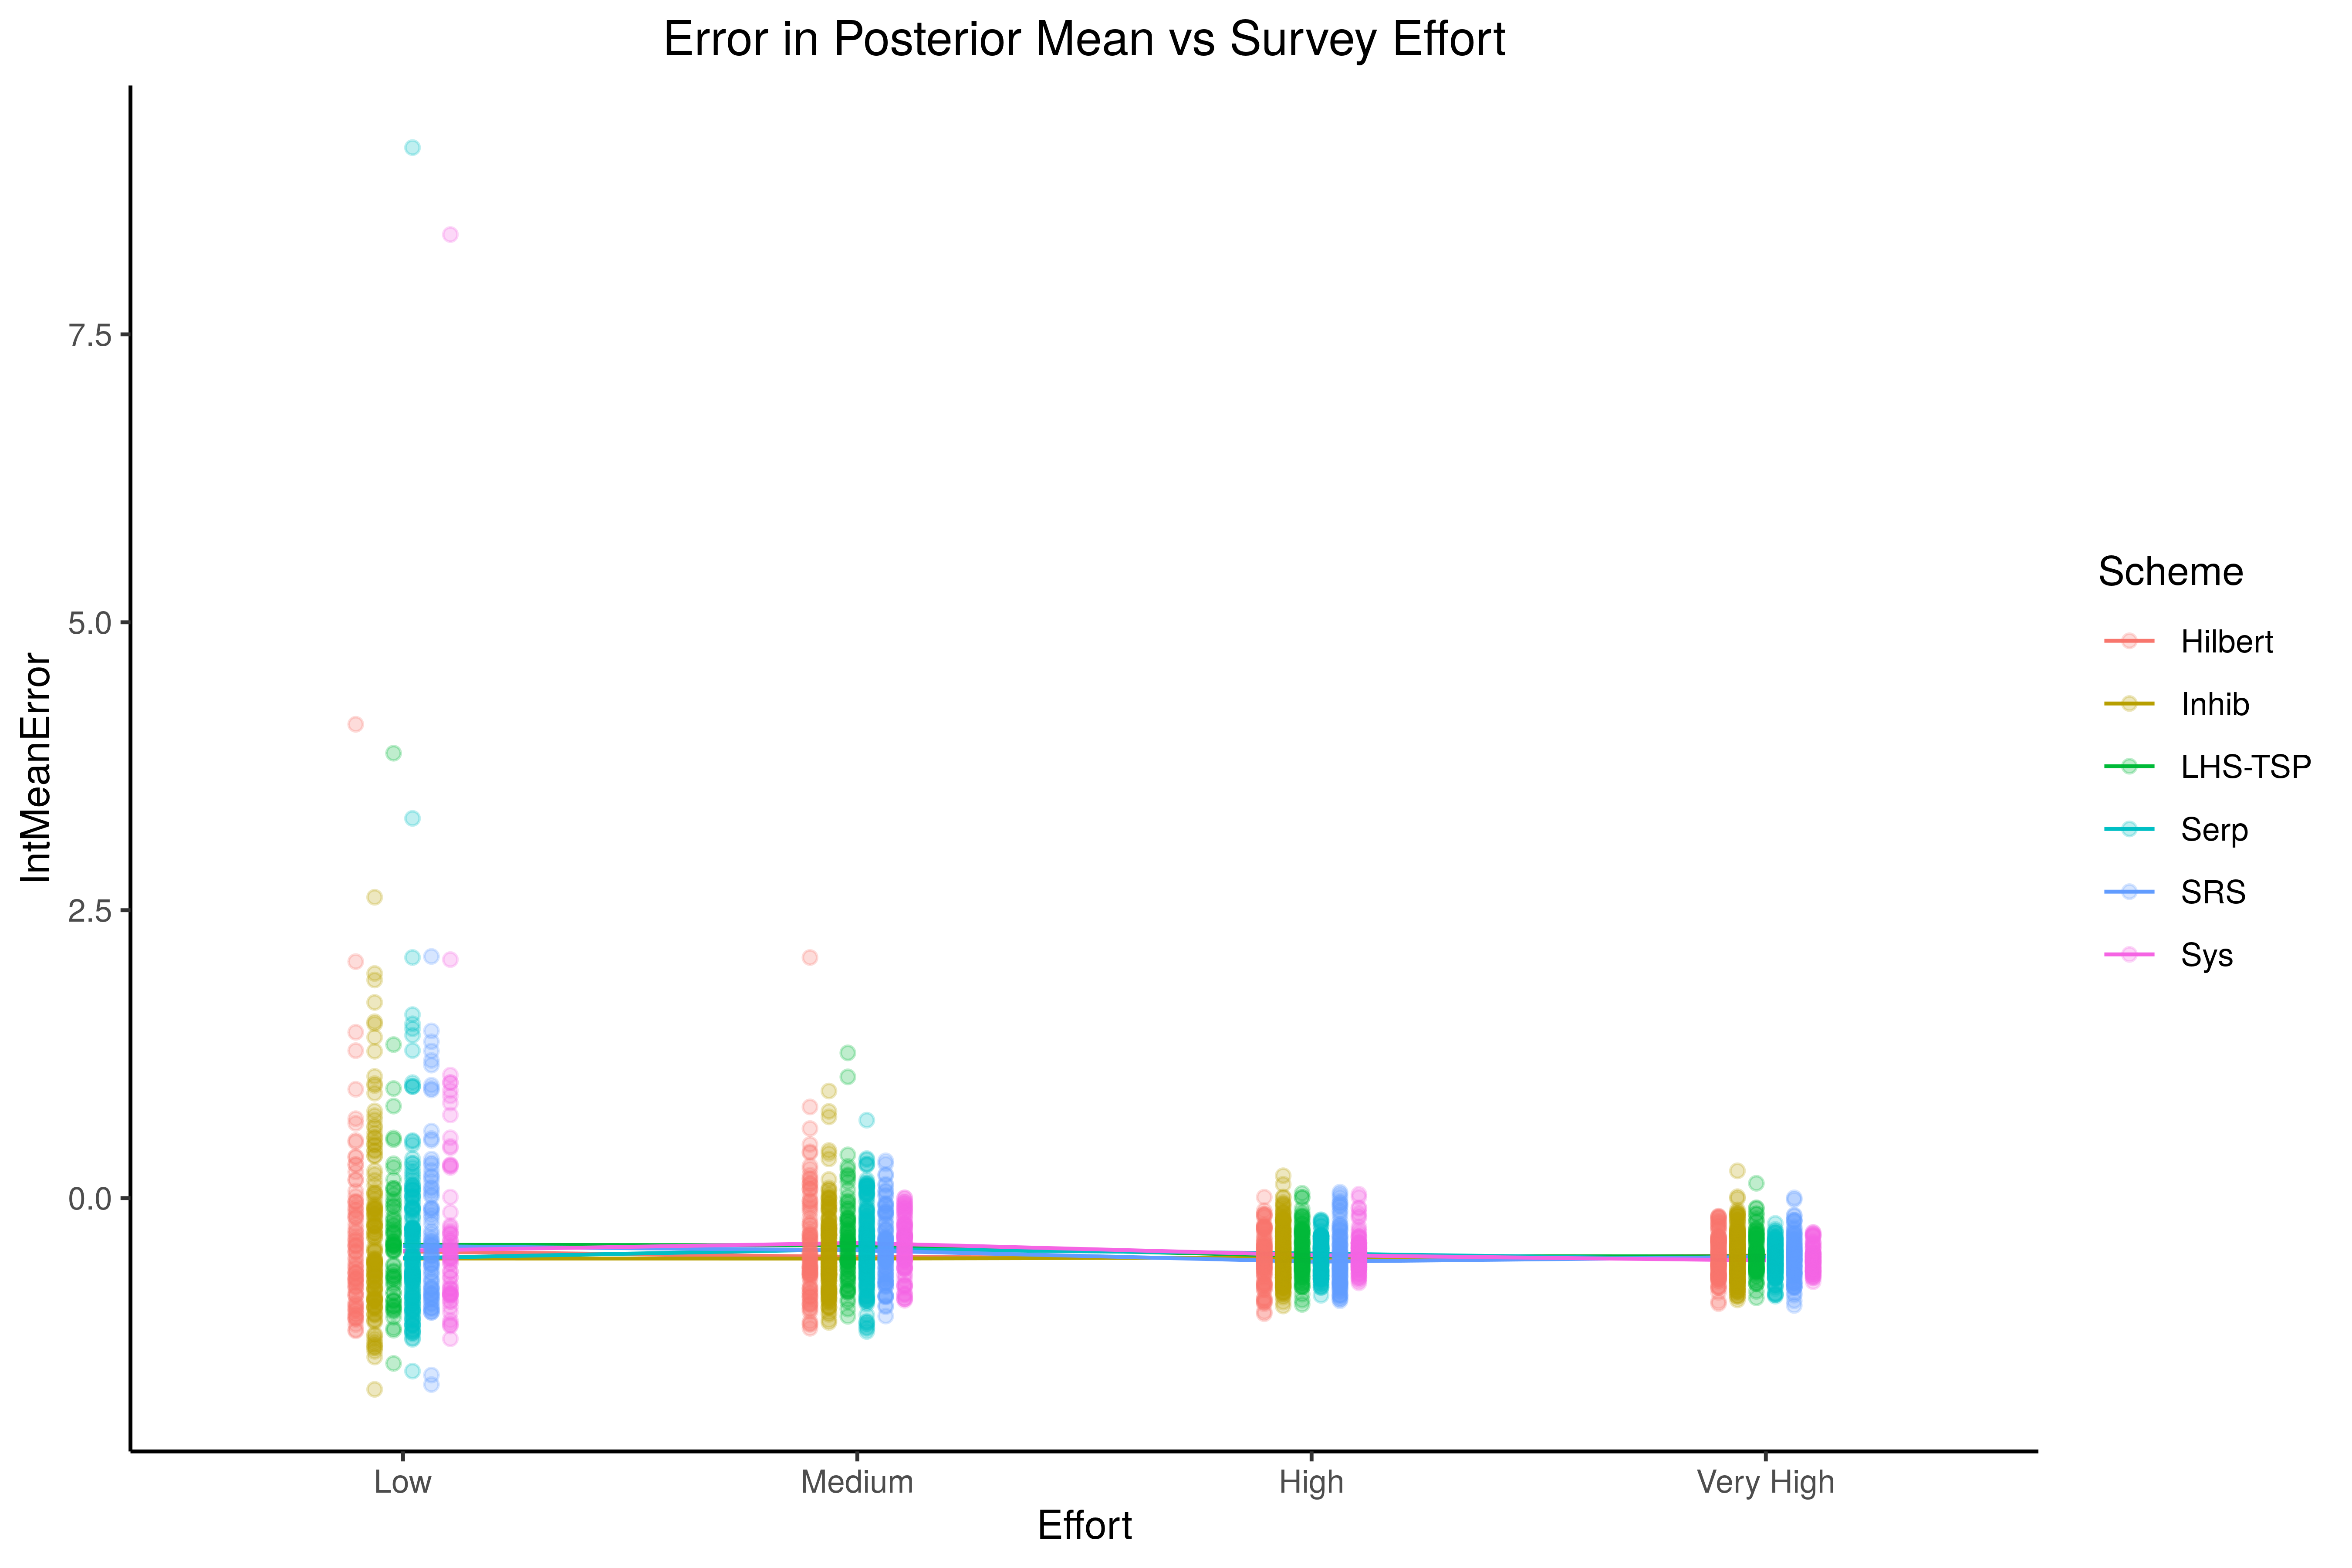 Error in Posterior Mean vs Survey Effort
IntMeanError
7.5
5.0
2.5
0.0
Low
Medium
High
Very High
Effort
Scheme
Hilbert
Inhib
LHS-TSP
Serp
SRS
Sys